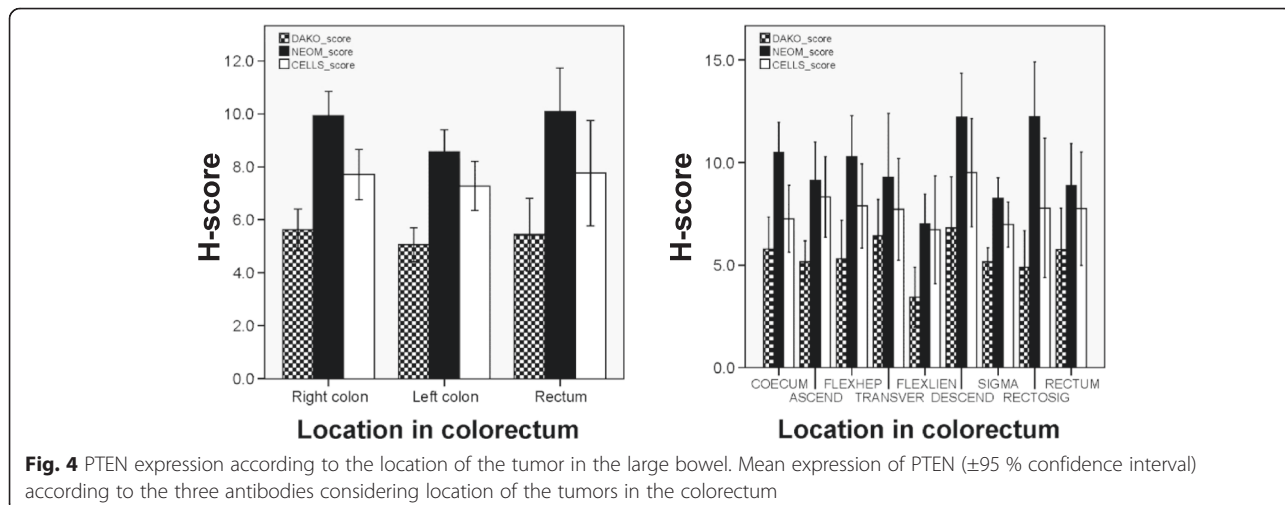 DAKO_score
NEOM_score
CELLS_score
12.0
10.0
8.0
6.0
4.0
2.0
0.0
H-score
Right colon Left colon Rectum
Location in colorectum
DAKO_score
NEOM_score
CELLS_score
15.0
10.0
5.0
0.0
H-score
COECUM FLEXHEP FLEXLIEN SIGMA RECTUM
ASCEND TRANSVER DESCEND RECTOSIG
Location in colorectum
Fig. 4 PTEN expression according to the location of the tumor in the large bowel. Mean expression of PTEN (±95 % confidence interval)
according to the three antibodies considering location of the tumors in the colorectum